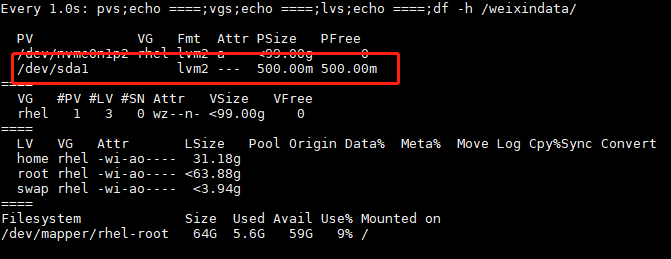 Every 1.0s: pvs;echo ====;vgs;echo ====;lvs;echo ====;df -h /weixindata/
PV VG Fmt Attr PSize PFree
/dev/nvme0n1p2 rhel lvm2 a-- <99.00g 0
/dev/sda1 lvm2 --- 500.00m 500.00m
====
VG #PV #LV #SN Attr VSize VFree
rhel 1 3 0 wz--n- <99.00g 0
====
LV VG Attr LSize Pool Origin Data% Meta% Move Log Cpy%Sync Convert
home rhel -wi-ao---- 31.18g
root rhel -wi-ao---- <63.88g
swap rhel -wi-ao---- <3.94g
====
Filesystem Size Used Avail Use% Mounted on
/dev/mapper/rhel-root 64G 5.6G 59G 9% /